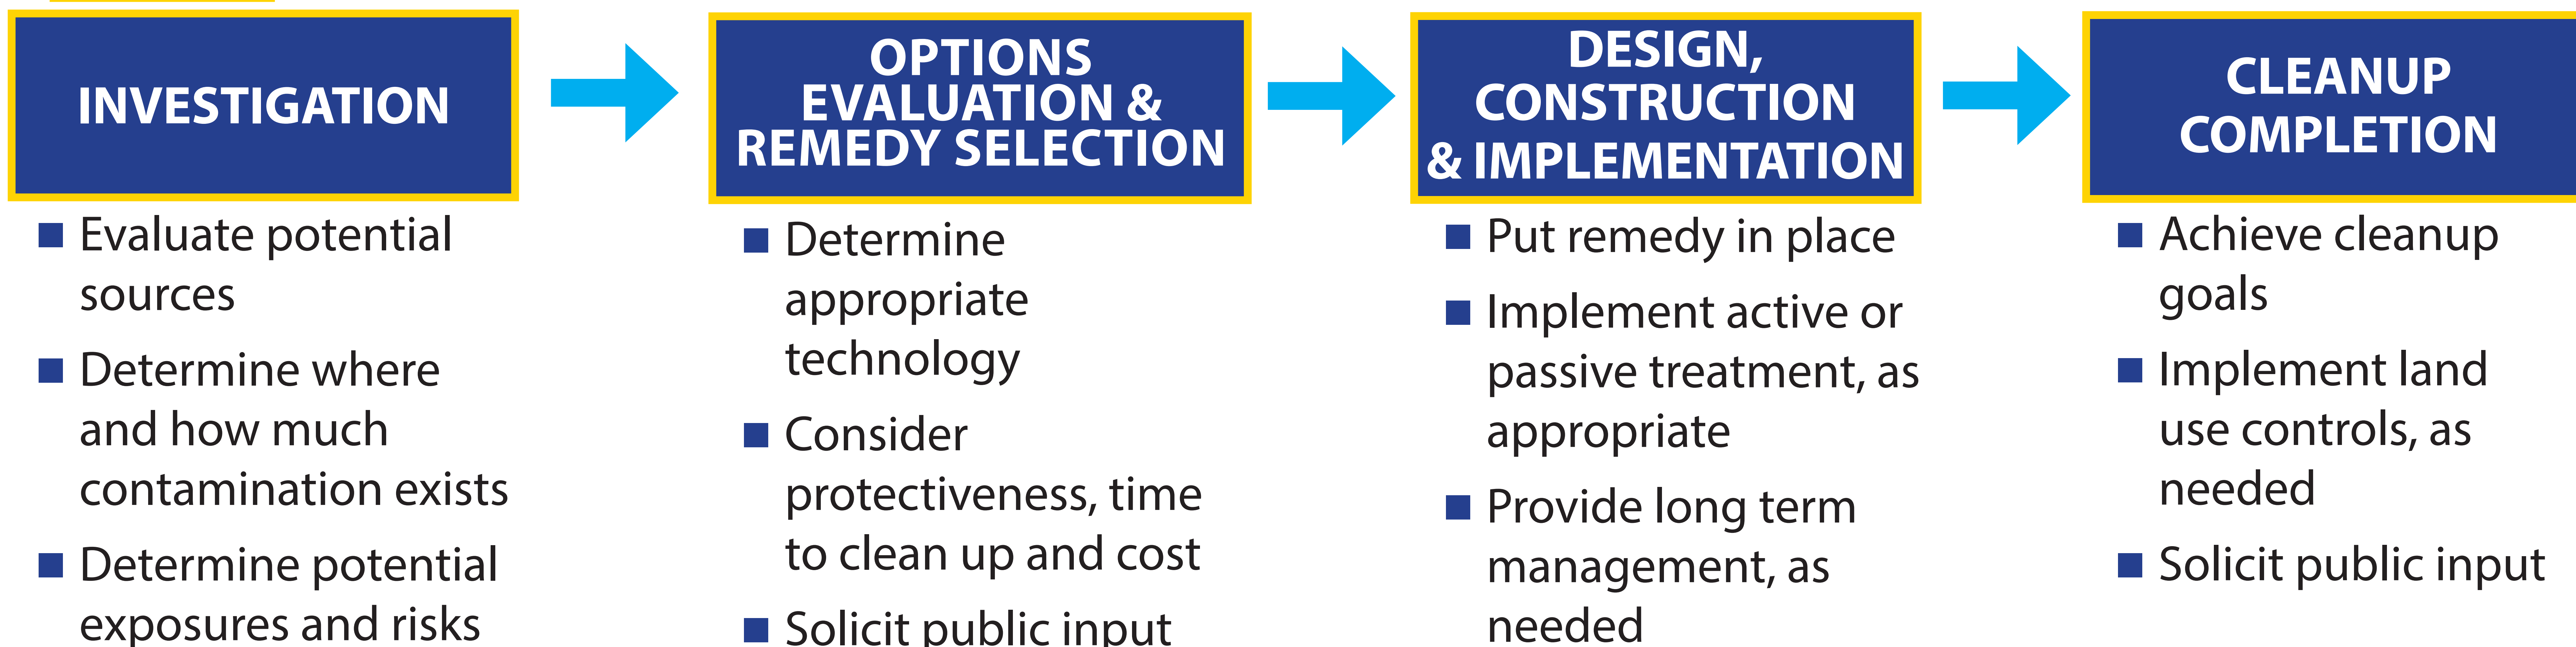 INVESTIGATION
Evaluate potential
sources
Determine where
and how much
contamination exists
Determine potential
exposures and risks
OPTIONS
EVALUATION &
REMEDY SELECTION
Determine
appropriate
technology
Consider
protectiveness, time
to clean up and cost
Solicit public input
DESIGN,
CONSTRUCTION
& IMPLEMENTATION
Put remedy in place
Implement active or
passive treatment, as
appropriate
Provide long term
management, as
needed
CLEANUP
COMPLETION
Achieve cleanup
goals
Implement land
use controls, as
needed
Solicit public input